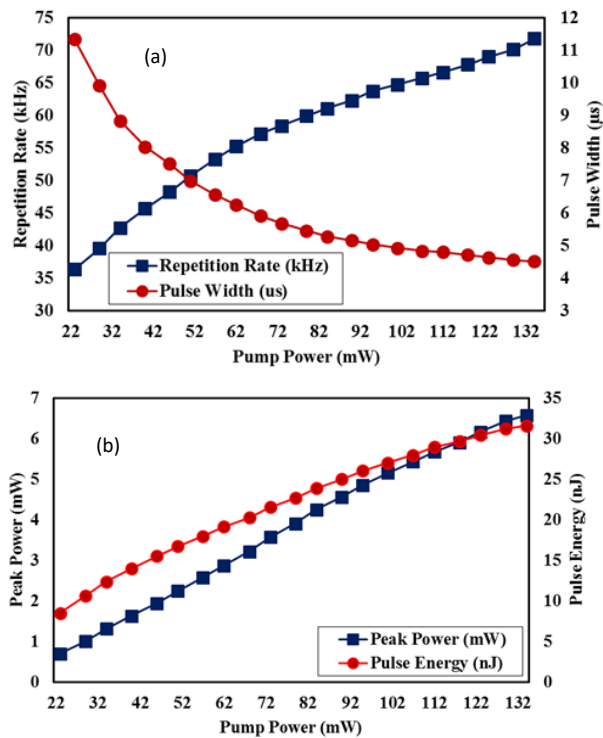 (a)
Repetition Rate (kHz)
75
70
65
60
55
50
45
40
35
30
12
11
10
9
8
7
6
5
4
3
Pulse Width (µs)
Repetition Rate (kHz)
Pulse Width (us)
22 32 42 52 62 72 82 92 102 112 122 132
Pump Power (mW)
(b)
Peak Power (mW)
7
6
5
4
3
2
1
0
35
30
25
20
15
10
5
0
Pulse Energy (nJ)
Peak Power (mW)
Pulse Energy (nJ)
22 32 42 52 62 72 82 92 102 112 122 132
Pump Power (mW)